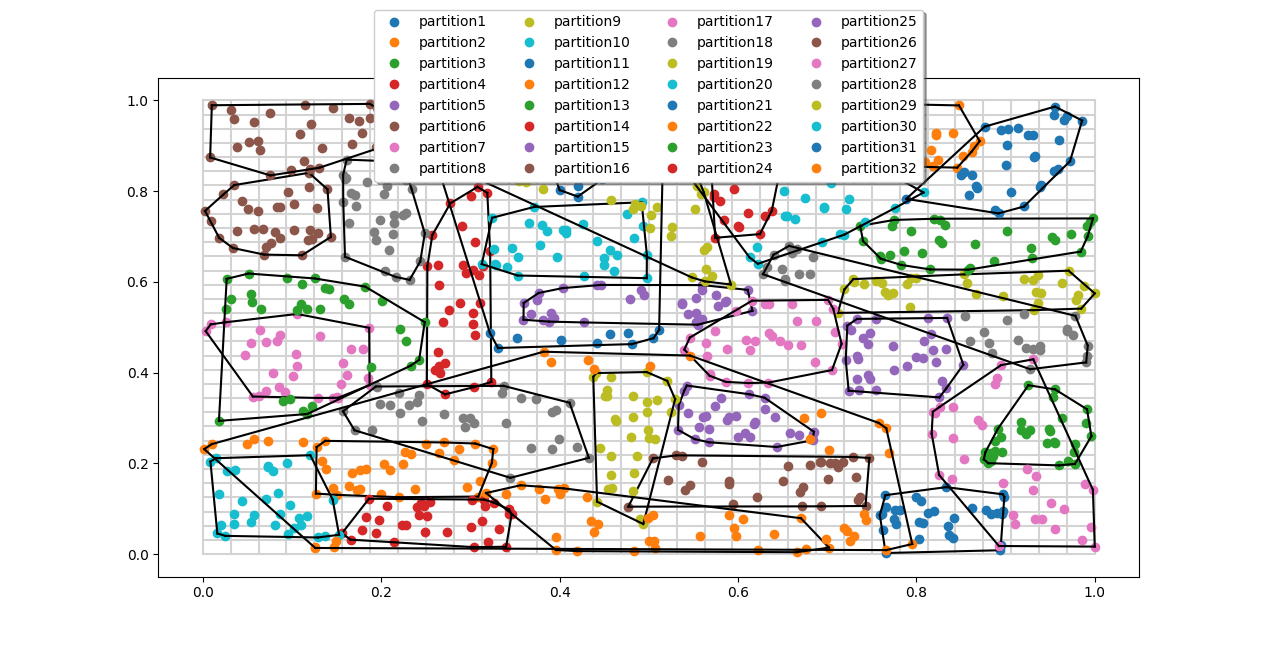 partition1 partition9 partition17 partition25
partition2 partition10 partition18 partition26
partition3 partition11 partition19 partition27
partition4 partition12 partition20 partition28
partition5 partition13 partition21 partition29
partition6 partition14 partition22 partition30
partition7 partition15 partition23 partition31
partition8 partition16 partition24 partition32
1.0
0.8
0.6
0.4
0.2
0.0
0.0 0.2 0.4 0.6 0.8 1.0